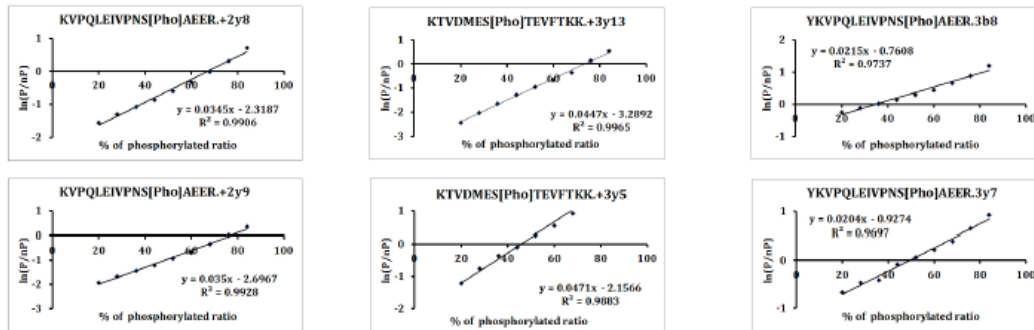 KVPQLEIVPNS[Pho]AEER.+2y8
1
0
-1
-2
0
20
40
60
80
100
y = 0.0345x - 2.3187
R² = 0.9906
ln(P/nP)
% of phosphorylated ratio
KTVDMES[Pho]TEVFTKK.+3y13
1
0
-1
-2
-3
0
20
40
60
80
100
y = 0.0447x - 3.2892
R² = 0.9965
ln(P/nP)
% of phosphorylated ratio
YKVPQLEIVPNS[Pho]AEER.3b8
2
1
0
-1
0
20
40
60
80
100
y = 0.0215x - 0.7608
R² = 0.9737
ln(P/nP)
% of phosphorylated ratio
KVPQLEIVPNS[Pho]AEER.+2y9
1
0
-1
-2
-3
0
20
40
60
80
100
y = 0.035x - 2.6967
R² = 0.9928
ln(P/nP)
% of phosphorylated ratio
KTVDMES[Pho]TEVFTKK.+3y5
1
0
-1
-2
0
20
40
60
80
y = 0.0471x - 2.1566
R² = 0.9883
ln(P/nP)
% of phosphorylated ratio
YKVPQLEIVPNS[Pho]AEER.3y7
1
0
-1
0
20
40
60
80
100
y = 0.0204x - 0.9274
R² = 0.9697
ln(P/nP)
% of phosphorylated ratio